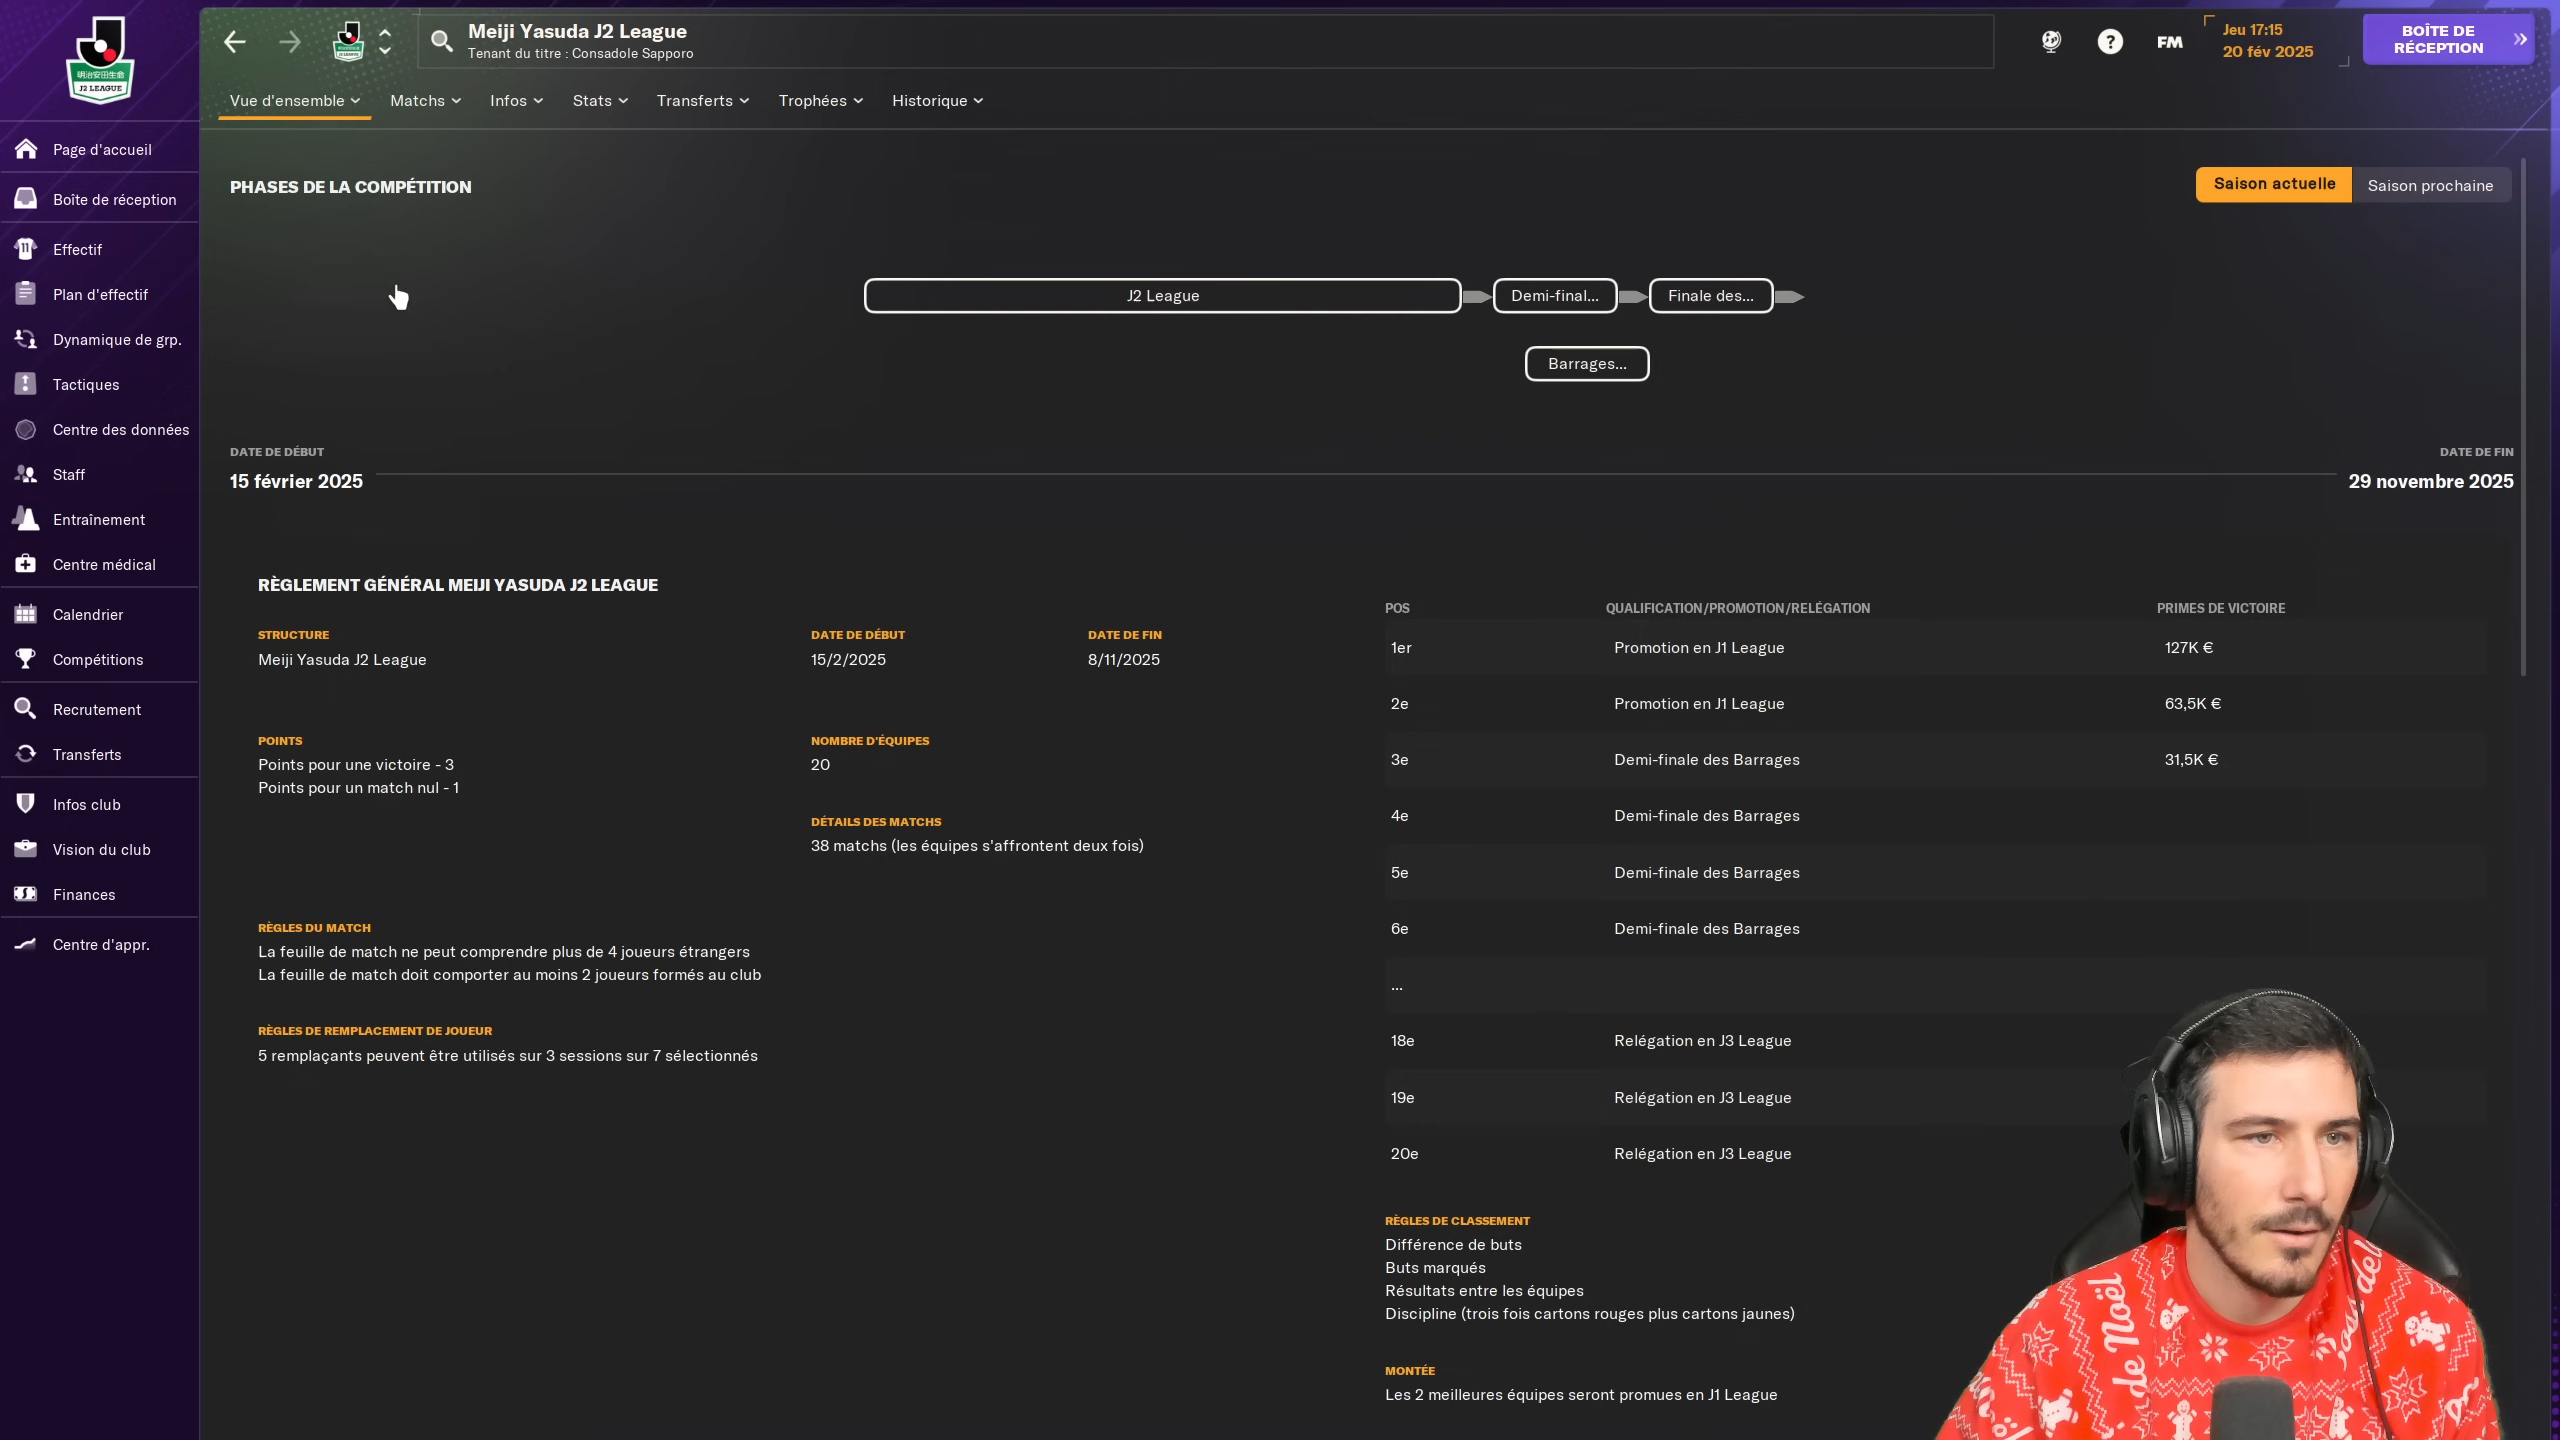 Meiji Yasuda J2 League
Tenant du titre : Consadole Sapporo
FM
Jeu 17:15
20 fév 2025
BOÎTE DE
RÉCEPTION
明治安田生命
J2 LEAGUE
Vue d'ensemble
Matchs
Infos
Stats
Transferts
Trophées
Historique
Page d'accueil
Boîte de réception
Effectif
Plan d'effectif
Dynamique de grp.
Tactiques
Centre des données
Staff
Entraînement
Centre médical
Calendrier
Compétitions
Recrutement
Transferts
Infos club
Vision du club
Finances
Centre d'appr.
PHASES DE LA COMPÉTITION
Saison actuelle
Saison prochaine
J2 League
Demi-final...
Finale des...
Barrages...
DATE DE DÉBUT
15 février 2025
DATE DE FIN
29 novembre 2025
RÈGLEMENT GÉNÉRAL MEIJI YASUDA J2 LEAGUE
STRUCTURE
Meiji Yasuda J2 League
DATE DE DÉBUT
15/2/2025
DATE DE FIN
8/11/2025
POINTS
Points pour une victoire - 3
Points pour un match nul - 1
NOMBRE D'ÉQUIPES
20
DÉTAILS DES MATCHS
38 matchs (les équipes s'affrontent deux fois)
RÈGLES DU MATCH
La feuille de match ne peut comprendre plus de 4 joueurs étrangers
La feuille de match doit comporter au moins 2 joueurs formés au club
RÈGLES DE REMPLACEMENT DE JOUEUR
5 remplaçants peuvent être utilisés sur 3 sessions sur 7 sélectionnés
POS QUALIFICATION/PROMOTION/RELÉGATION PRIMES DE VICTOIRE
1er Promotion en J1 League 127K €
2e Promotion en J1 League 63,5K €
3e Demi-finale des Barrages 31,5K €
4e Demi-finale des Barrages
5e Demi-finale des Barrages
6e Demi-finale des Barrages
...
18e Relégation en J3 League
19e Relégation en J3 League
20e Relégation en J3 League
RÈGLES DE CLASSEMENT
Différence de buts
Buts marqués
Résultats entre les équipes
Discipline (trois fois cartons rouges plus cartons jaunes)
MONTÉE
Les 2 meilleures équipes seront promues en J1 League
de Noël